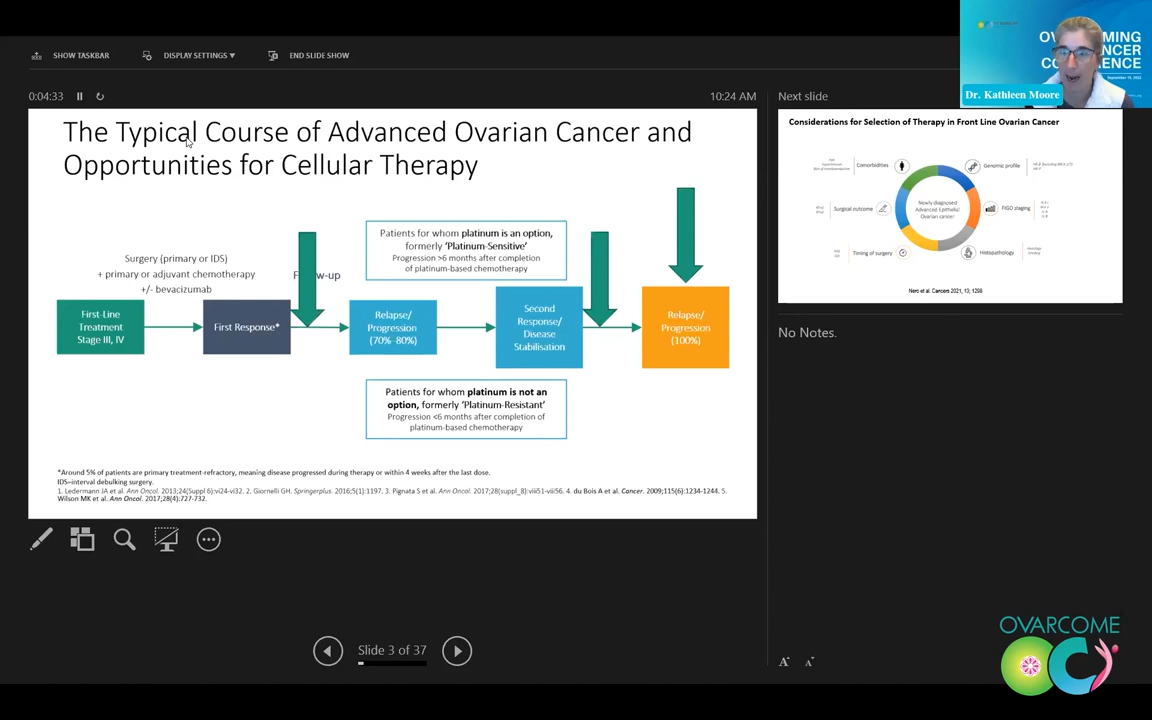 SHOW TASKBAR
DISPLAY SETTINGS ▼
END SLIDE SHOW
0:04:33
10:24 AM
The Typical Course of Advanced Ovarian Cancer and
Opportunities for Cellular Therapy
Surgery (primary or IDS)
+ primary or adjuvant chemotherapy
+/- bevacizumab
w-up
Patients for whom platinum is an option,
formerly ‘Platinum-Sensitive’
Progression >6 months after completion
of platinum-based chemotherapy
First-Line
Treatment
Stage III, IV
First Response*
Relapse/
Progression
(70%-80%)
Second
Response/
Disease
Stabilisation
Relapse/
Progression
(100%)
Patients for whom platinum is not an
option, formerly ‘Platinum-Resistant’
Progression <6 months after completion of
platinum-based chemotherapy
*Around 5% of patients are primary treatment-refractory, meaning disease progressed during therapy or within 4 weeks after the last dose.
IDS=interval debulking surgery.
1. Ledermann JA et al. Ann Oncol. 2013;24(Suppl 6):vi24-vi32. 2. Giornelli GH. Springerplus. 2016;5(1):1197. 3. Pignata S et al. Ann Oncol. 2017;28(suppl_8):viii51-viii56. 4. du Bois A et al. Cancer. 2009;115(6):1234-1244. 5.
Wilson MK et al. Ann Oncol. 2017;28(4):727-732.
Slide 3 of 37
Next slide
Considerations for Selection of Therapy in Front Line Ovarian Cancer
Comorbidities
Genomic profile
Surgical outcome
Newly diagnosed
Advanced Epithelial
Ovarian cancer
FIGO staging
Timing of surgery
Histopathology
Nero et al. Cancers 2021, 13; 1298
No Notes.
Dr. Kathleen Moore
September 10, 2022
OVARCOME